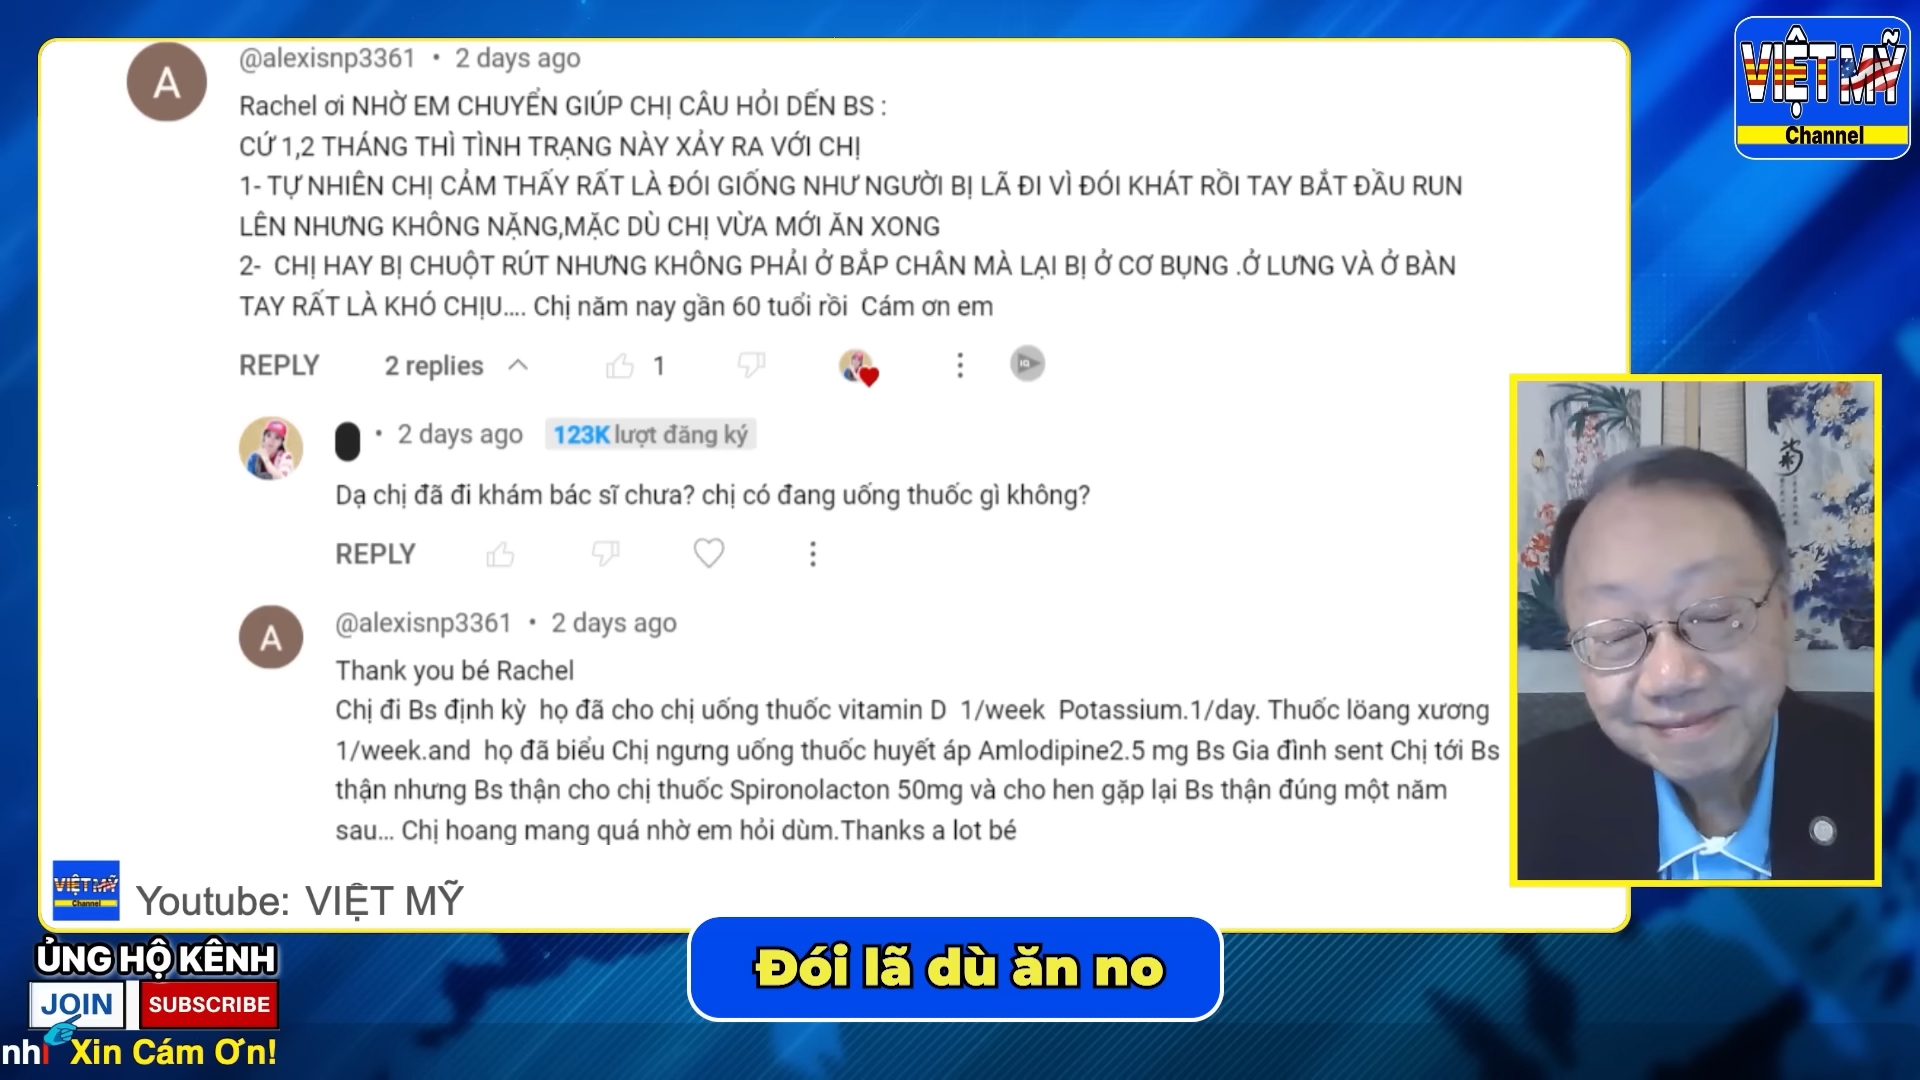 @alexisnp3361 • 2 days ago
A
Rachel ơi NHỜ EM CHUYỂN GIÚP CHỊ CÂU HỎI DẾN BS :
CỨ 1,2 THÁNG THÌ TÌNH TRẠNG NÀY XẢY RA VỚI CHỊ
1- TỰ NHIÊN CHỊ CẢM THẤY RẤT LÀ ĐÓI GIỐNG NHƯ NGƯỜI BỊ LÃ ĐI VÌ ĐÓI KHÁT RỒI TAY BẮT ĐẦU RUN
LÊN NHƯNG KHÔNG NẶNG,MẶC DÙ CHỊ VỪA MỚI ĂN XONG
2- CHỊ HAY BỊ CHUỘT RÚT NHƯNG KHÔNG PHẢI Ở BẮP CHÂN MÀ LẠI BỊ Ở CƠ BỤNG .Ở LƯNG VÀ Ở BÀN
TAY RẤT LÀ KHÓ CHỊU.... Chị năm nay gần 60 tuổi rồi Cám ơn em
REPLY 2 replies 1
• 2 days ago 123K lượt đăng ký
Dạ chị đã đi khám bác sĩ chưa? chị có đang uống thuốc gì không?
REPLY
@alexisnp3361 • 2 days ago
A
Thank you bé Rachel
Chị đi Bs định kỳ họ đã cho chị uống thuốc vitamin D 1/week Potassium.1/day. Thuốc löang xương
1/week.and họ đã biểu Chị ngưng uống thuốc huyết áp Amlodipine2.5 mg Bs Gia đình sent Chị tới Bs
thận nhưng Bs thận cho chị thuốc Spironolacton 50mg và cho hen gặp lại Bs thận đúng một năm
sau... Chị hoang mang quá nhờ em hỏi dùm.Thanks a lot bé
VIỆT MỸ
Channel
Youtube: VIỆT MỸ
VIỆT MỸ
Channel
Đói lã dù ăn no
ỦNG HỘ KÊNH
JOIN SUBSCRIBE
nhỉ Xin Cám Ơn!